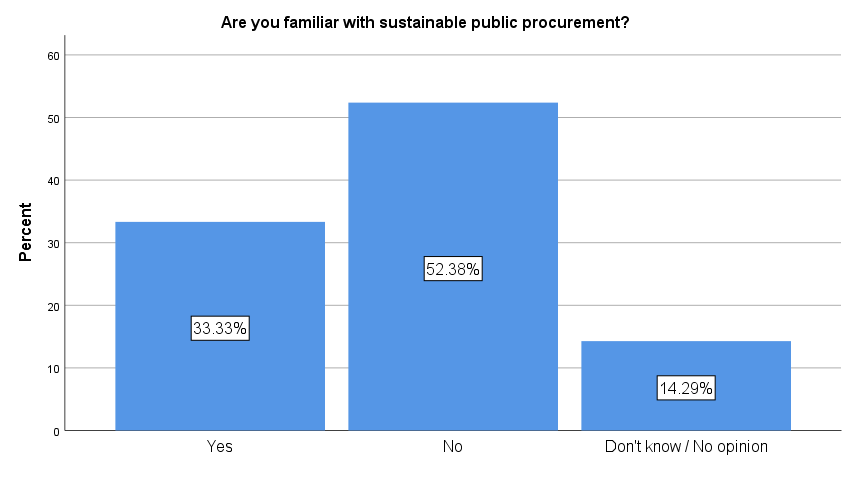 Are you familiar with sustainable public procurement?
60
50
40
30
20
10
0
Percent
33.33%
52.38%
14.29%
Yes
No
Don't know / No opinion